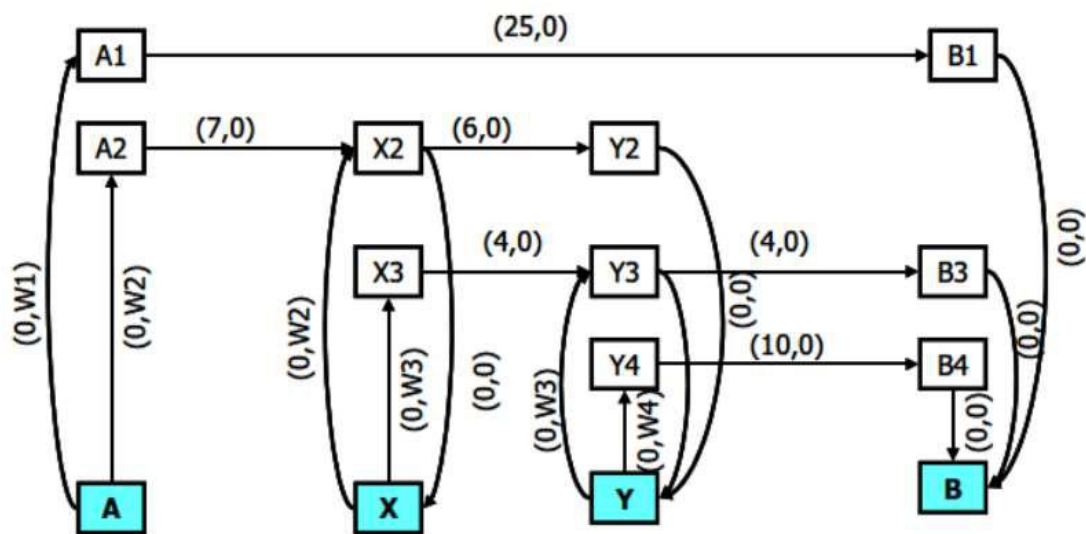 (25,0)
A1
B1
(7,0)
(6,0)
A2
X2
Y2
(4,0)
(4,0)
X3
Y3
B3
(0,0)
(0,0)
(0,W1)
(0,W2)
(0,W2)
(0,W3)
(0,0)
(10,0)
(0,0)
Y4
B4
(0,W3)
(0,W4)
(0,0)
A
X
Y
B